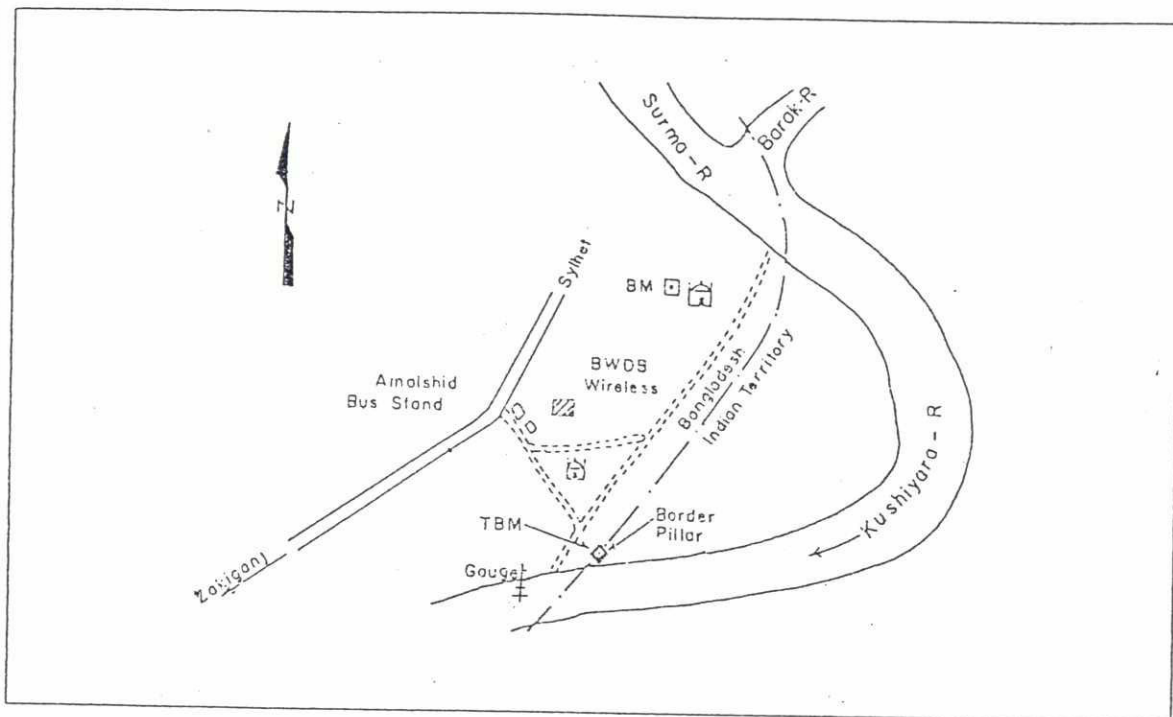 Surma-R
Barak-R
N
Sylhet
BM
BWDB
Wireless
Amalshid
Bus Stand
Bangladesh
Indian Territory
Kushiyara-R
TBM
Border
Pillar
Gauge
Zakiganj